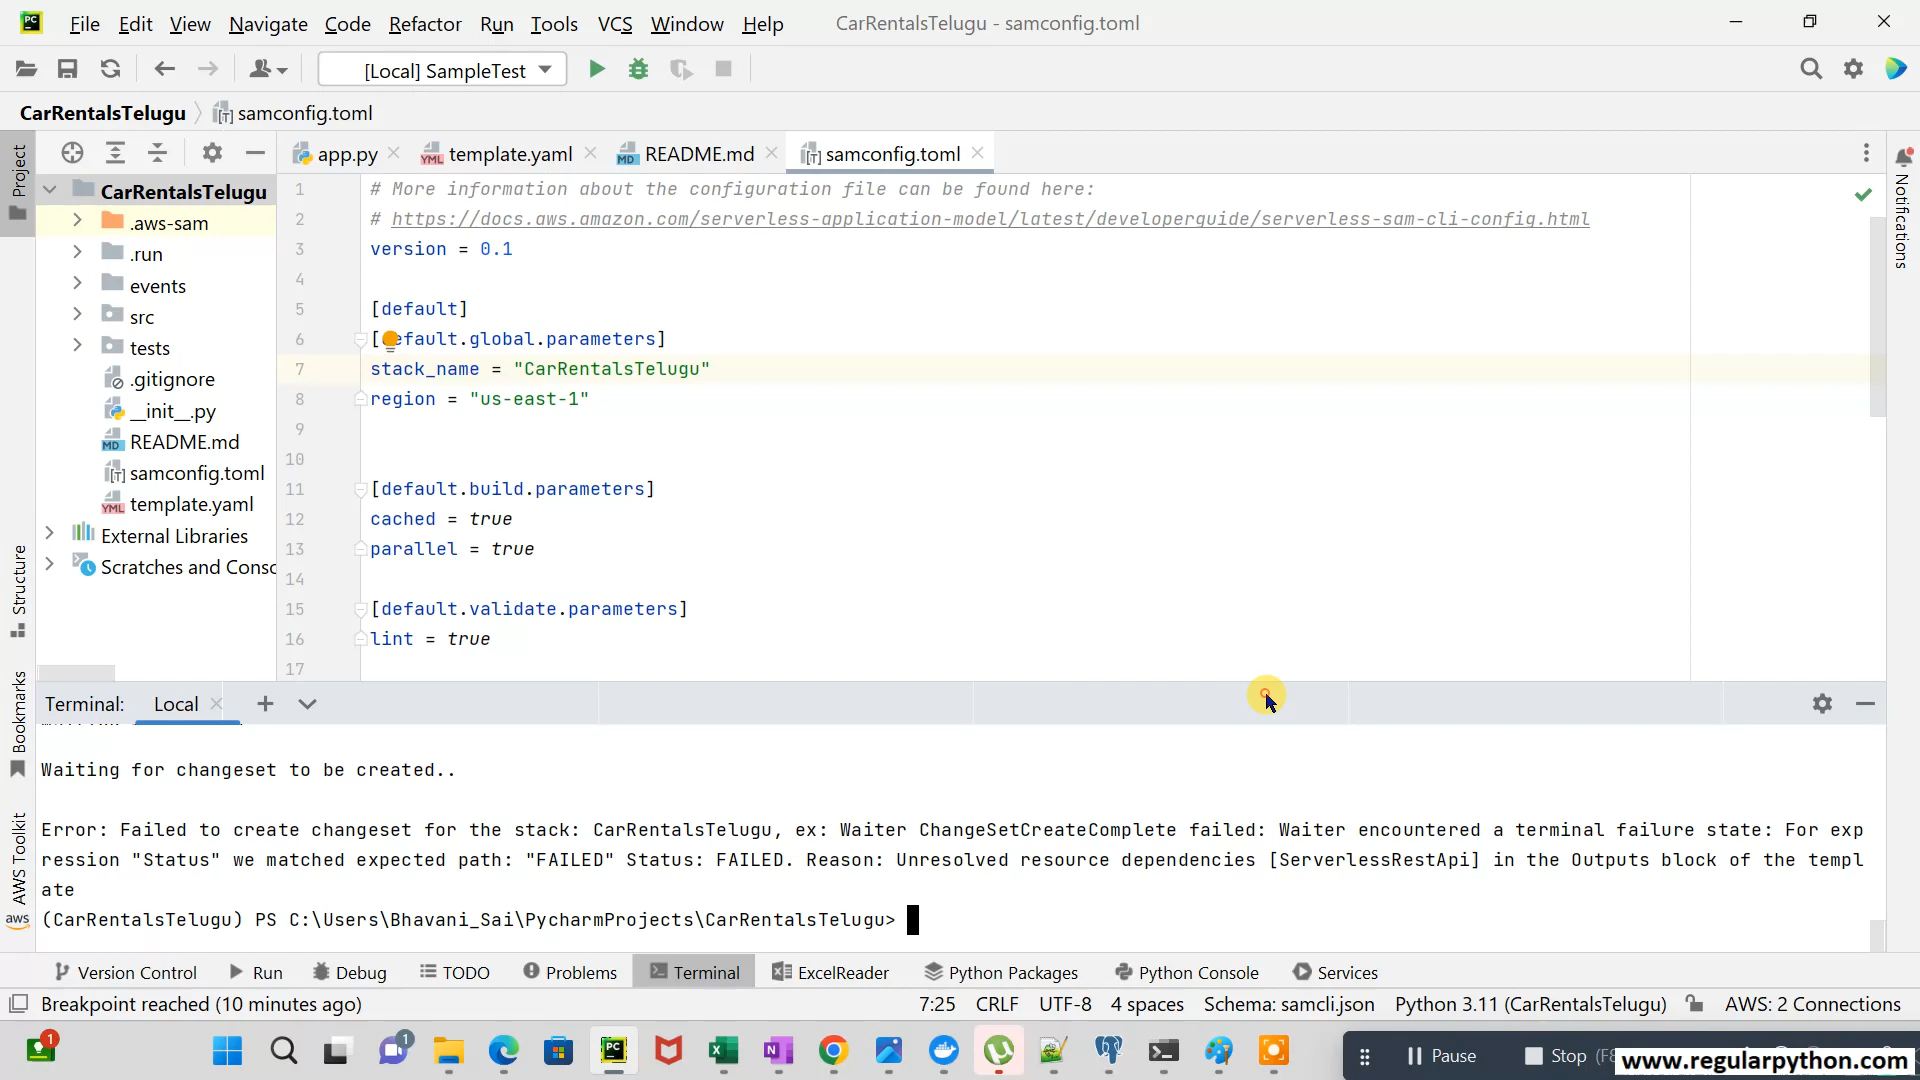 File Edit View Navigate Code Refactor Run Tools VCS Window Help CarRentalsTelugu - samconfig.toml
[Local] SampleTest
CarRentalsTelugu samconfig.toml
Project
app.py template.yaml README.md samconfig.toml
CarRentalsTelugu
.aws-sam
.run
events
src
tests
.gitignore
__init__.py
README.md
samconfig.toml
template.yaml
External Libraries
Scratches and Consc
1 # More information about the configuration file can be found here:
2 # https://docs.aws.amazon.com/serverless-application-model/latest/developerguide/serverless-sam-cli-config.html
3 version = 0.1
4
5 [default]
6 [default.global.parameters]
7 stack_name = "CarRentalsTelugu"
8 region = "us-east-1"
9
10
11 [default.build.parameters]
12 cached = true
13 parallel = true
14
15 [default.validate.parameters]
16 lint = true
17
Notifications
Structure
Bookmarks
AWS Toolkit
aws
Terminal: Local
Waiting for changeset to be created..
Error: Failed to create changeset for the stack: CarRentalsTelugu, ex: Waiter ChangeSetCreateComplete failed: Waiter encountered a terminal failure state: For exp
ression "Status" we matched expected path: "FAILED" Status: FAILED. Reason: Unresolved resource dependencies [ServerlessRestApi] in the Outputs block of the templ
ate
(CarRentalsTelugu) PS C:\Users\Bhavani_Sai\PycharmProjects\CarRentalsTelugu>
Version Control Run Debug TODO Problems Terminal ExcelReader Python Packages Python Console Services
Breakpoint reached (10 minutes ago) 7:25 CRLF UTF-8 4 spaces Schema: samcli.json Python 3.11 (CarRentalsTelugu) AWS: 2 Connections
Pause Stop
www.regularpython.com